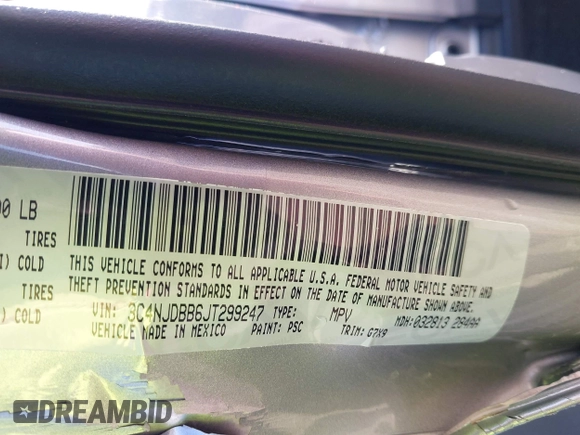 00 LB
TIRES
I) COLD
TIRES
) COLD
THIS VEHICLE CONFORMS TO ALL APPLICABLE U.S.A. FEDERAL MOTOR VEHICLE SAFETY AND
THEFT PREVENTION STANDARDS IN EFFECT ON THE DATE OF MANUFACTURE SHOWN ABOVE.
VIN: 3C4NJDBB6JT299247 TYPE: MPV MDH: 032813
VEHICLE MADE IN MEXICO PAINT: PSC TRIM: G7X9
DREAMBID